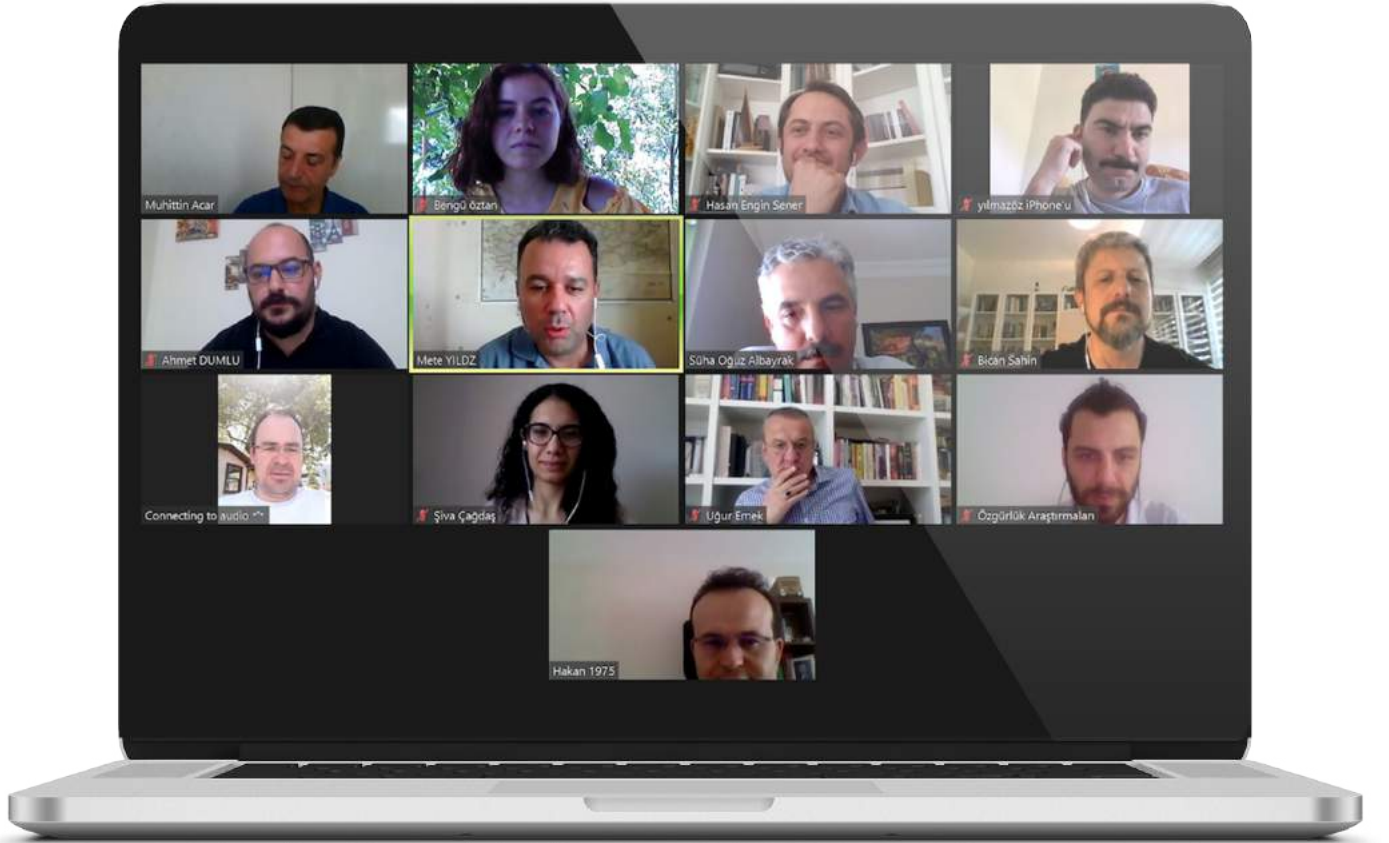 Muhittin Acar
Bengü öztan
Hasan Engin Sener
yılmazöz iPhone'u
Ahmet DUMLU
Mete YILDZ
Süha Oğuz Albayrak
Bican Sahin
Connecting to audio
Şiva Çağdaş
Uğur Emek
Özgürlük Araştırmaları
Hakan 1975